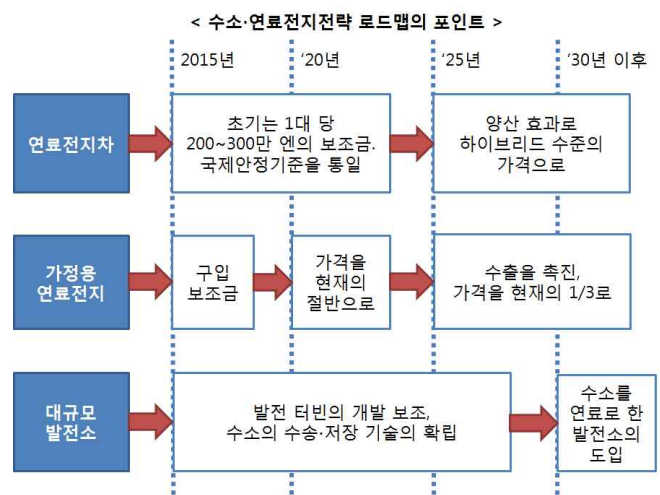 < 수소·연료전지전략 로드맵의 포인트 >
2015년
‘20년
‘25년
‘30년 이후
연료전지차
초기는 1대 당
200~300만 엔의 보조금.
국제안정기준을 통일
양산 효과로
하이브리드 수준의
가격으로
가정용
연료전지
구입
보조금
가격을
현재의
절반으로
수출을 촉진,
가격을 현재의 1/3로
대규모
발전소
발전 터빈의 개발 보조,
수소의 수송·저장 기술의 확립
수소를
연료로 한
발전소의
도입